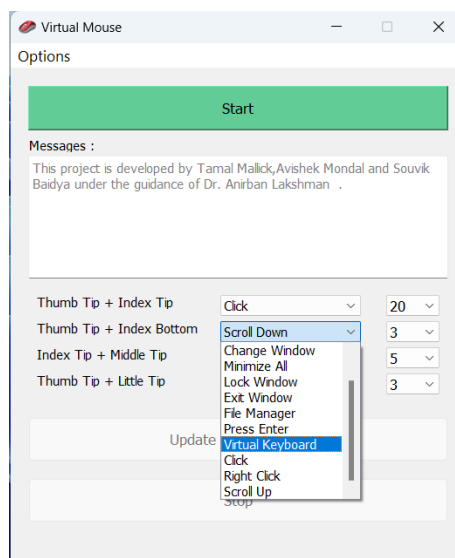 Virtual Mouse
Options
Start
Messages :
This project is developed by Tamal Mallick,Avishek Mondal and Souvik
Baidya under the guidance of Dr. Anirban Lakshman .
Thumb Tip + Index Tip Click 20
Thumb Tip + Index Bottom Scroll Down 3
Index Tip + Middle Tip 5
Thumb Tip + Little Tip 3
Change Window
Minimize All
Lock Window
Exit Window
File Manager
Press Enter
Virtual Keyboard
Click
Right Click
Scroll Up
Update
Stop